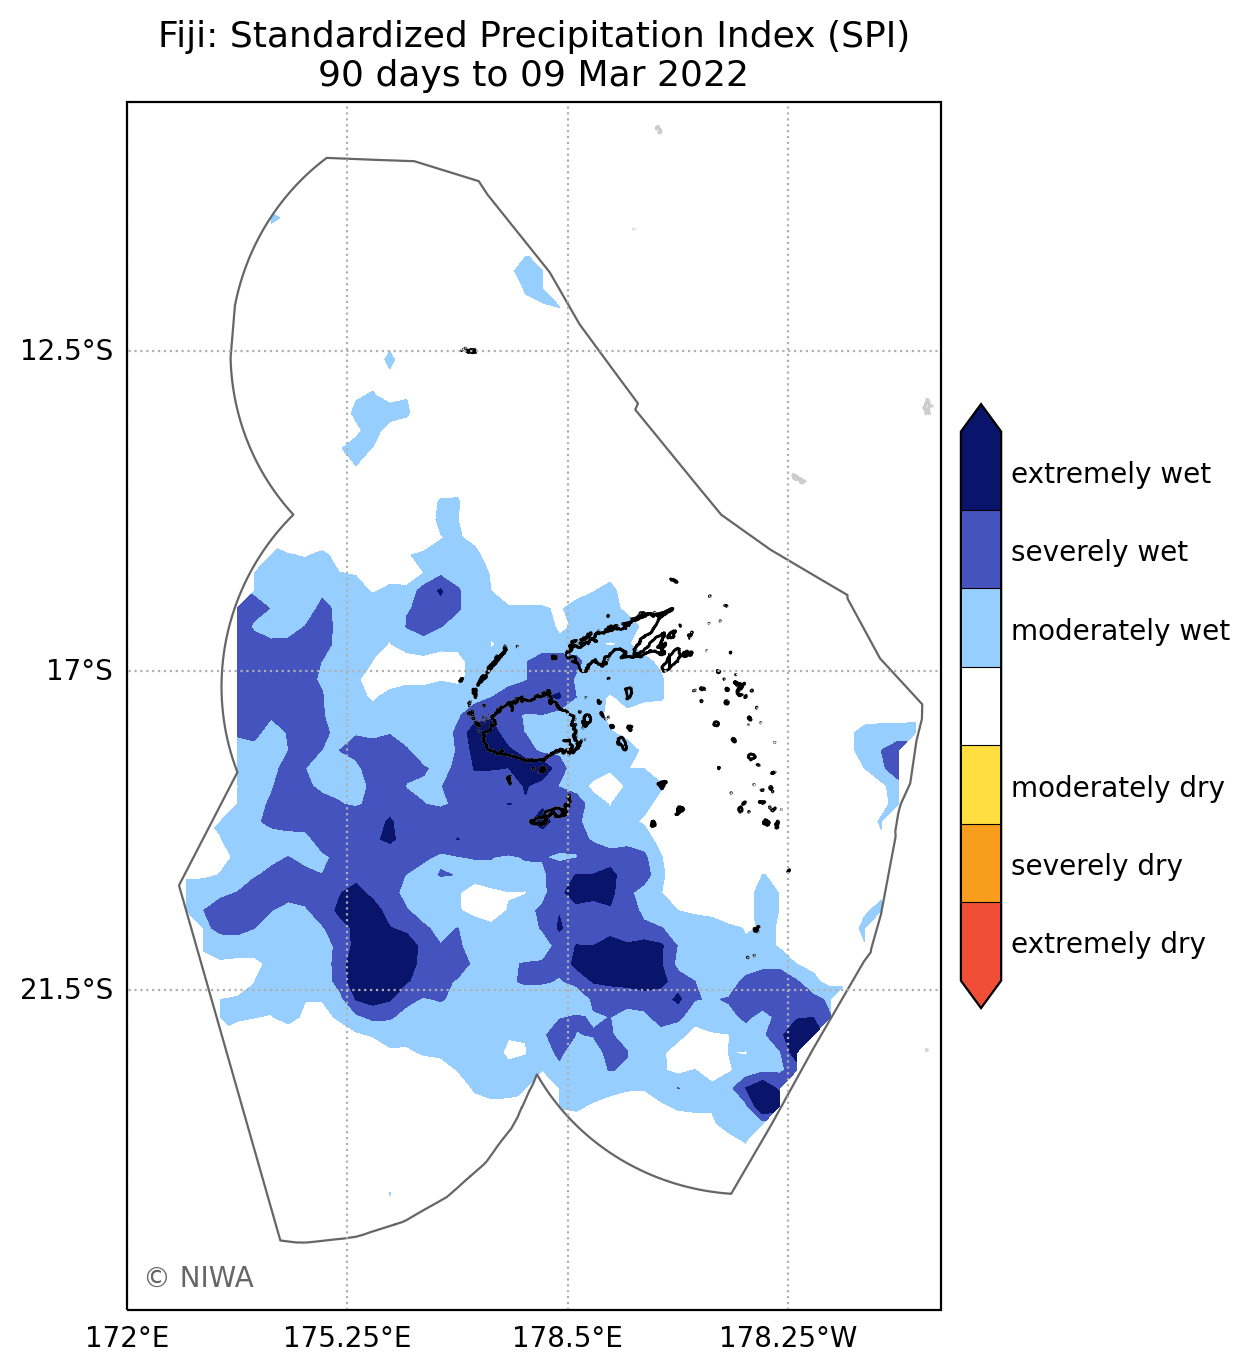 Fiji: Standardized Precipitation Index (SPI)
90 days to 09 Mar 2022
12.5°S
17°S
21.5°S
172°E
175.25°E
178.5°E
178.25°W
extremely wet
severely wet
moderately wet
moderately dry
severely dry
extremely dry
© NIWA